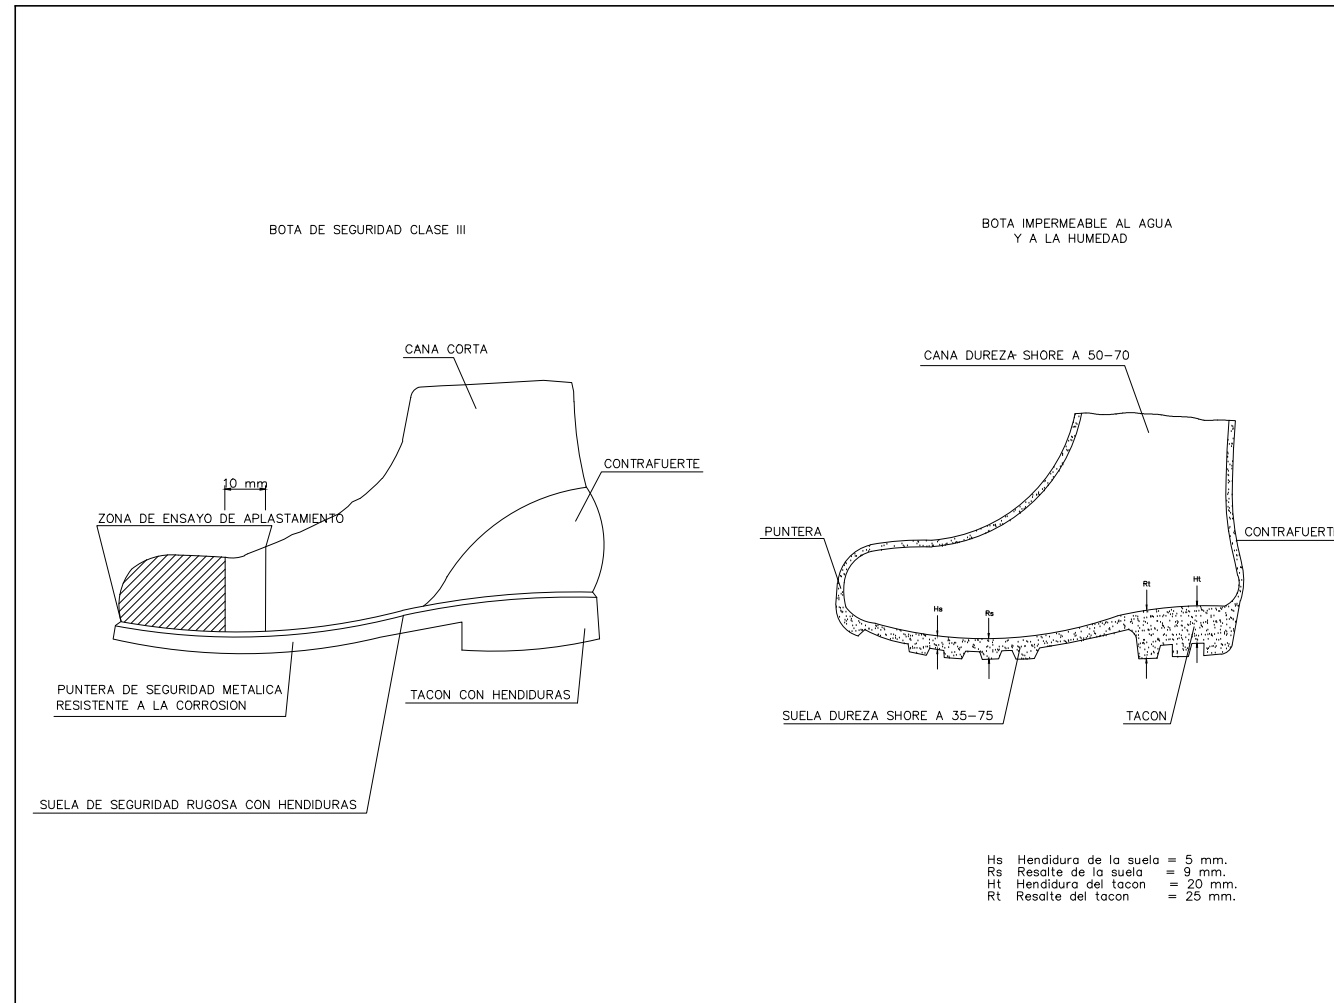 BOTA DE SEGURIDAD CLASE III
CANA CORTA
CONTRAFUERTE
10 mm
ZONA DE ENSAYO DE APLASTAMIENTO
PUNTERA DE SEGURIDAD METALICA
RESISTENTE A LA CORROSION
TACON CON HENDIDURAS
SUELA DE SEGURIDAD RUGOSA CON HENDIDURAS
BOTA IMPERMEABLE AL AGUA
Y A LA HUMEDAD
CANA DUREZA SHORE A 50-70
PUNTERA
CONTRAFUERTE
Hs
Rs
Rt
Ht
SUELA DUREZA SHORE A 35-75
TACON
Hs Hendidura de la suela = 5 mm.
Rs Resalte de la suela = 9 mm.
Ht Hendidura del tacon = 20 mm.
Rt Resalte del tacon = 25 mm.